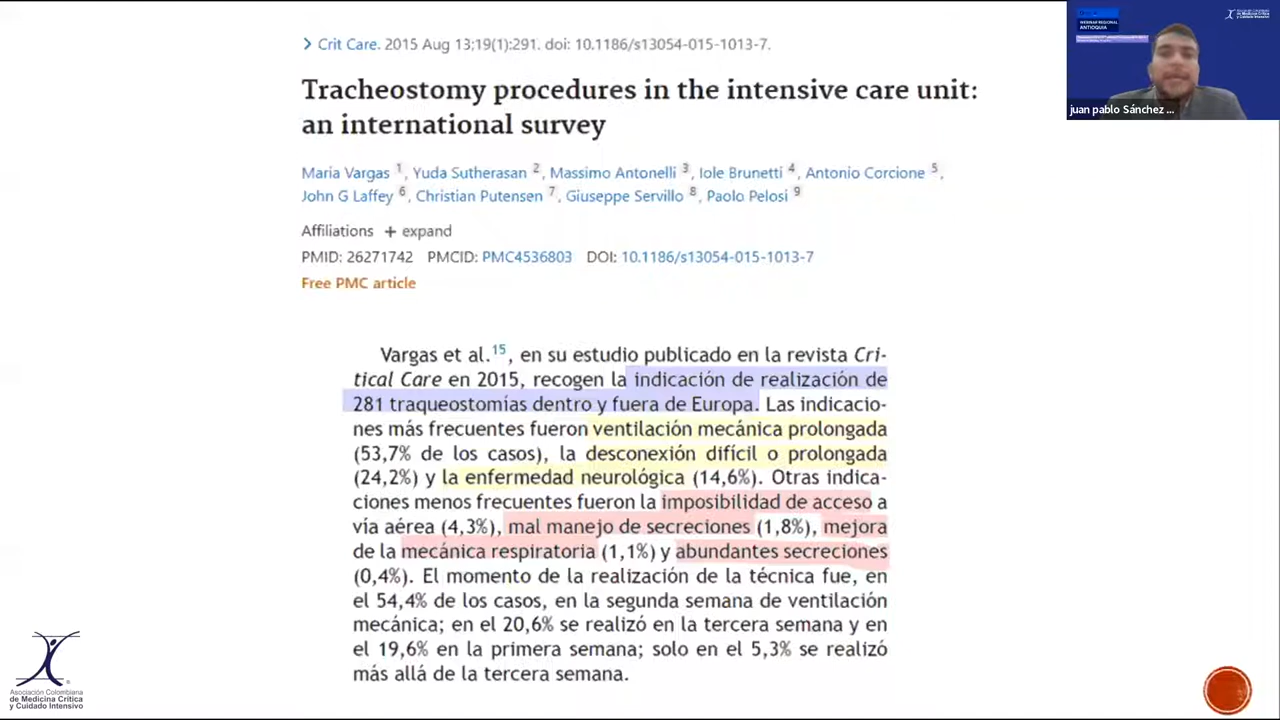 Crit Care. 2015 Aug 13;19(1):291. doi: 10.1186/s13054-015-1013-7.
Tracheostomy procedures in the intensive care unit:
an international survey
Maria Vargas 1, Yuda Sutherasan 2, Massimo Antonelli 3, Iole Brunetti 4, Antonio Corcione 5,
John G Laffey 6, Christian Putensen 7, Giuseppe Servillo 8, Paolo Pelosi 9
Affiliations + expand
PMID: 26271742 PMCID: PMC4536803 DOI: 10.1186/s13054-015-1013-7
Free PMC article
Vargas et al.15, en su estudio publicado en la revista Cri-
tical Care en 2015, recogen la indicación de realización de
281 traqueostomías dentro y fuera de Europa. Las indicacio-
nes más frecuentes fueron ventilación mecánica prolongada
(53,7% de los casos), la desconexión difícil o prolongada
(24,2%) y la enfermedad neurológica (14,6%). Otras indica-
ciones menos frecuentes fueron la imposibilidad de acceso a
vía aérea (4,3%), mal manejo de secreciones (1,8%), mejora
de la mecánica respiratoria (1,1%) y abundantes secreciones
(0,4%). El momento de la realización de la técnica fue, en
el 54,4% de los casos, en la segunda semana de ventilación
mecánica; en el 20,6% se realizó en la tercera semana y en
el 19,6% en la primera semana; solo en el 5,3% se realizó
más allá de la tercera semana.
WEBINAR REGIONAL
ANTIOQUIA
Asociación Colombiana
de Medicina Crítica
y Cuidado Intensivo
juan pablo Sánchez ...
Asociación Colombiana
de Medicina Crítica
y Cuidado Intensivo